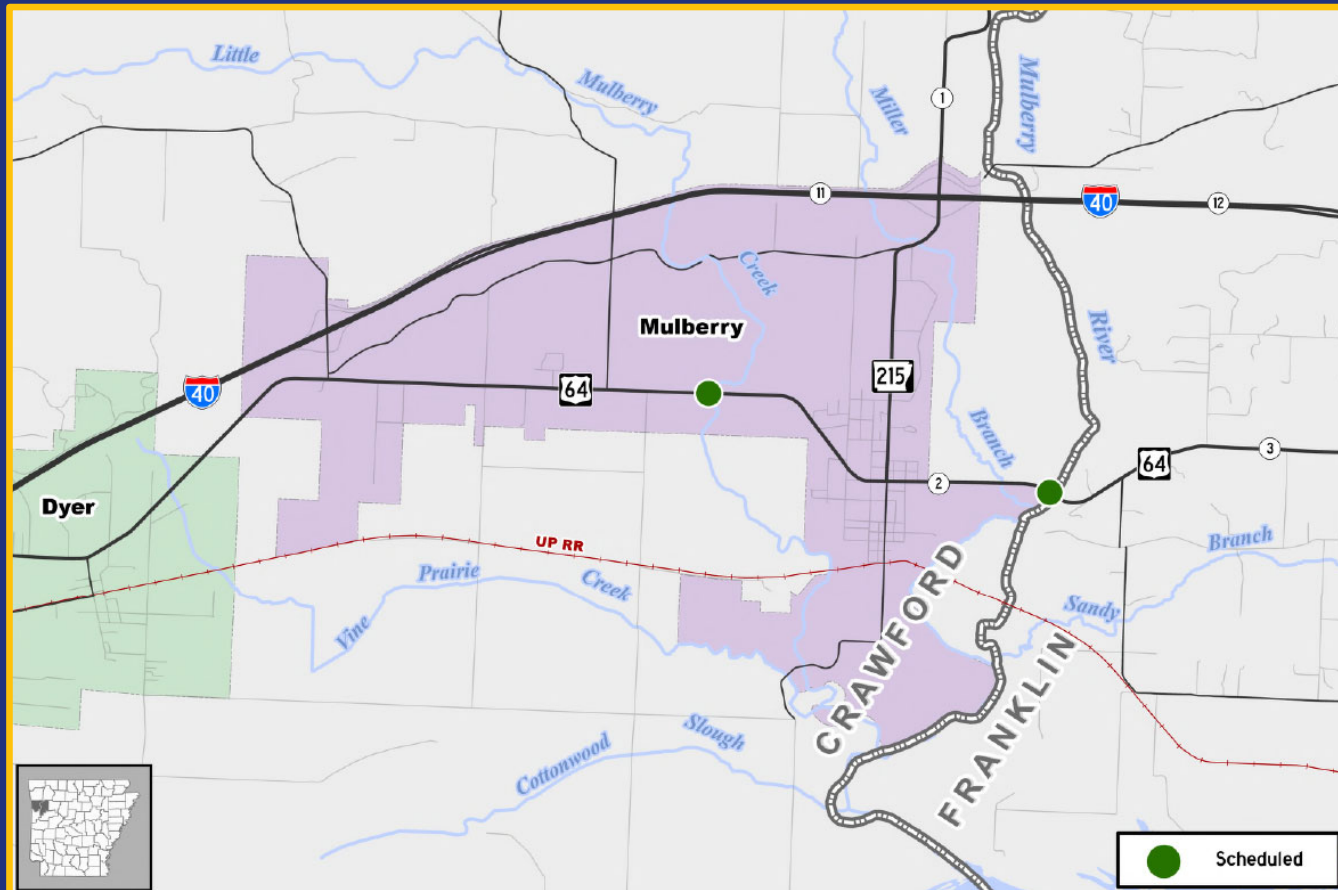 Little
Mulberry
Miller
1
Mulberry
11
40
12
Creek
Mulberry
River
40
64
215
Branch
64
3
Dyer
2
UP RR
Prairie
Creek
Vine
Branch
Sandy
CRAWFORD
FRANKLIN
Slough
Cottonwood
Scheduled